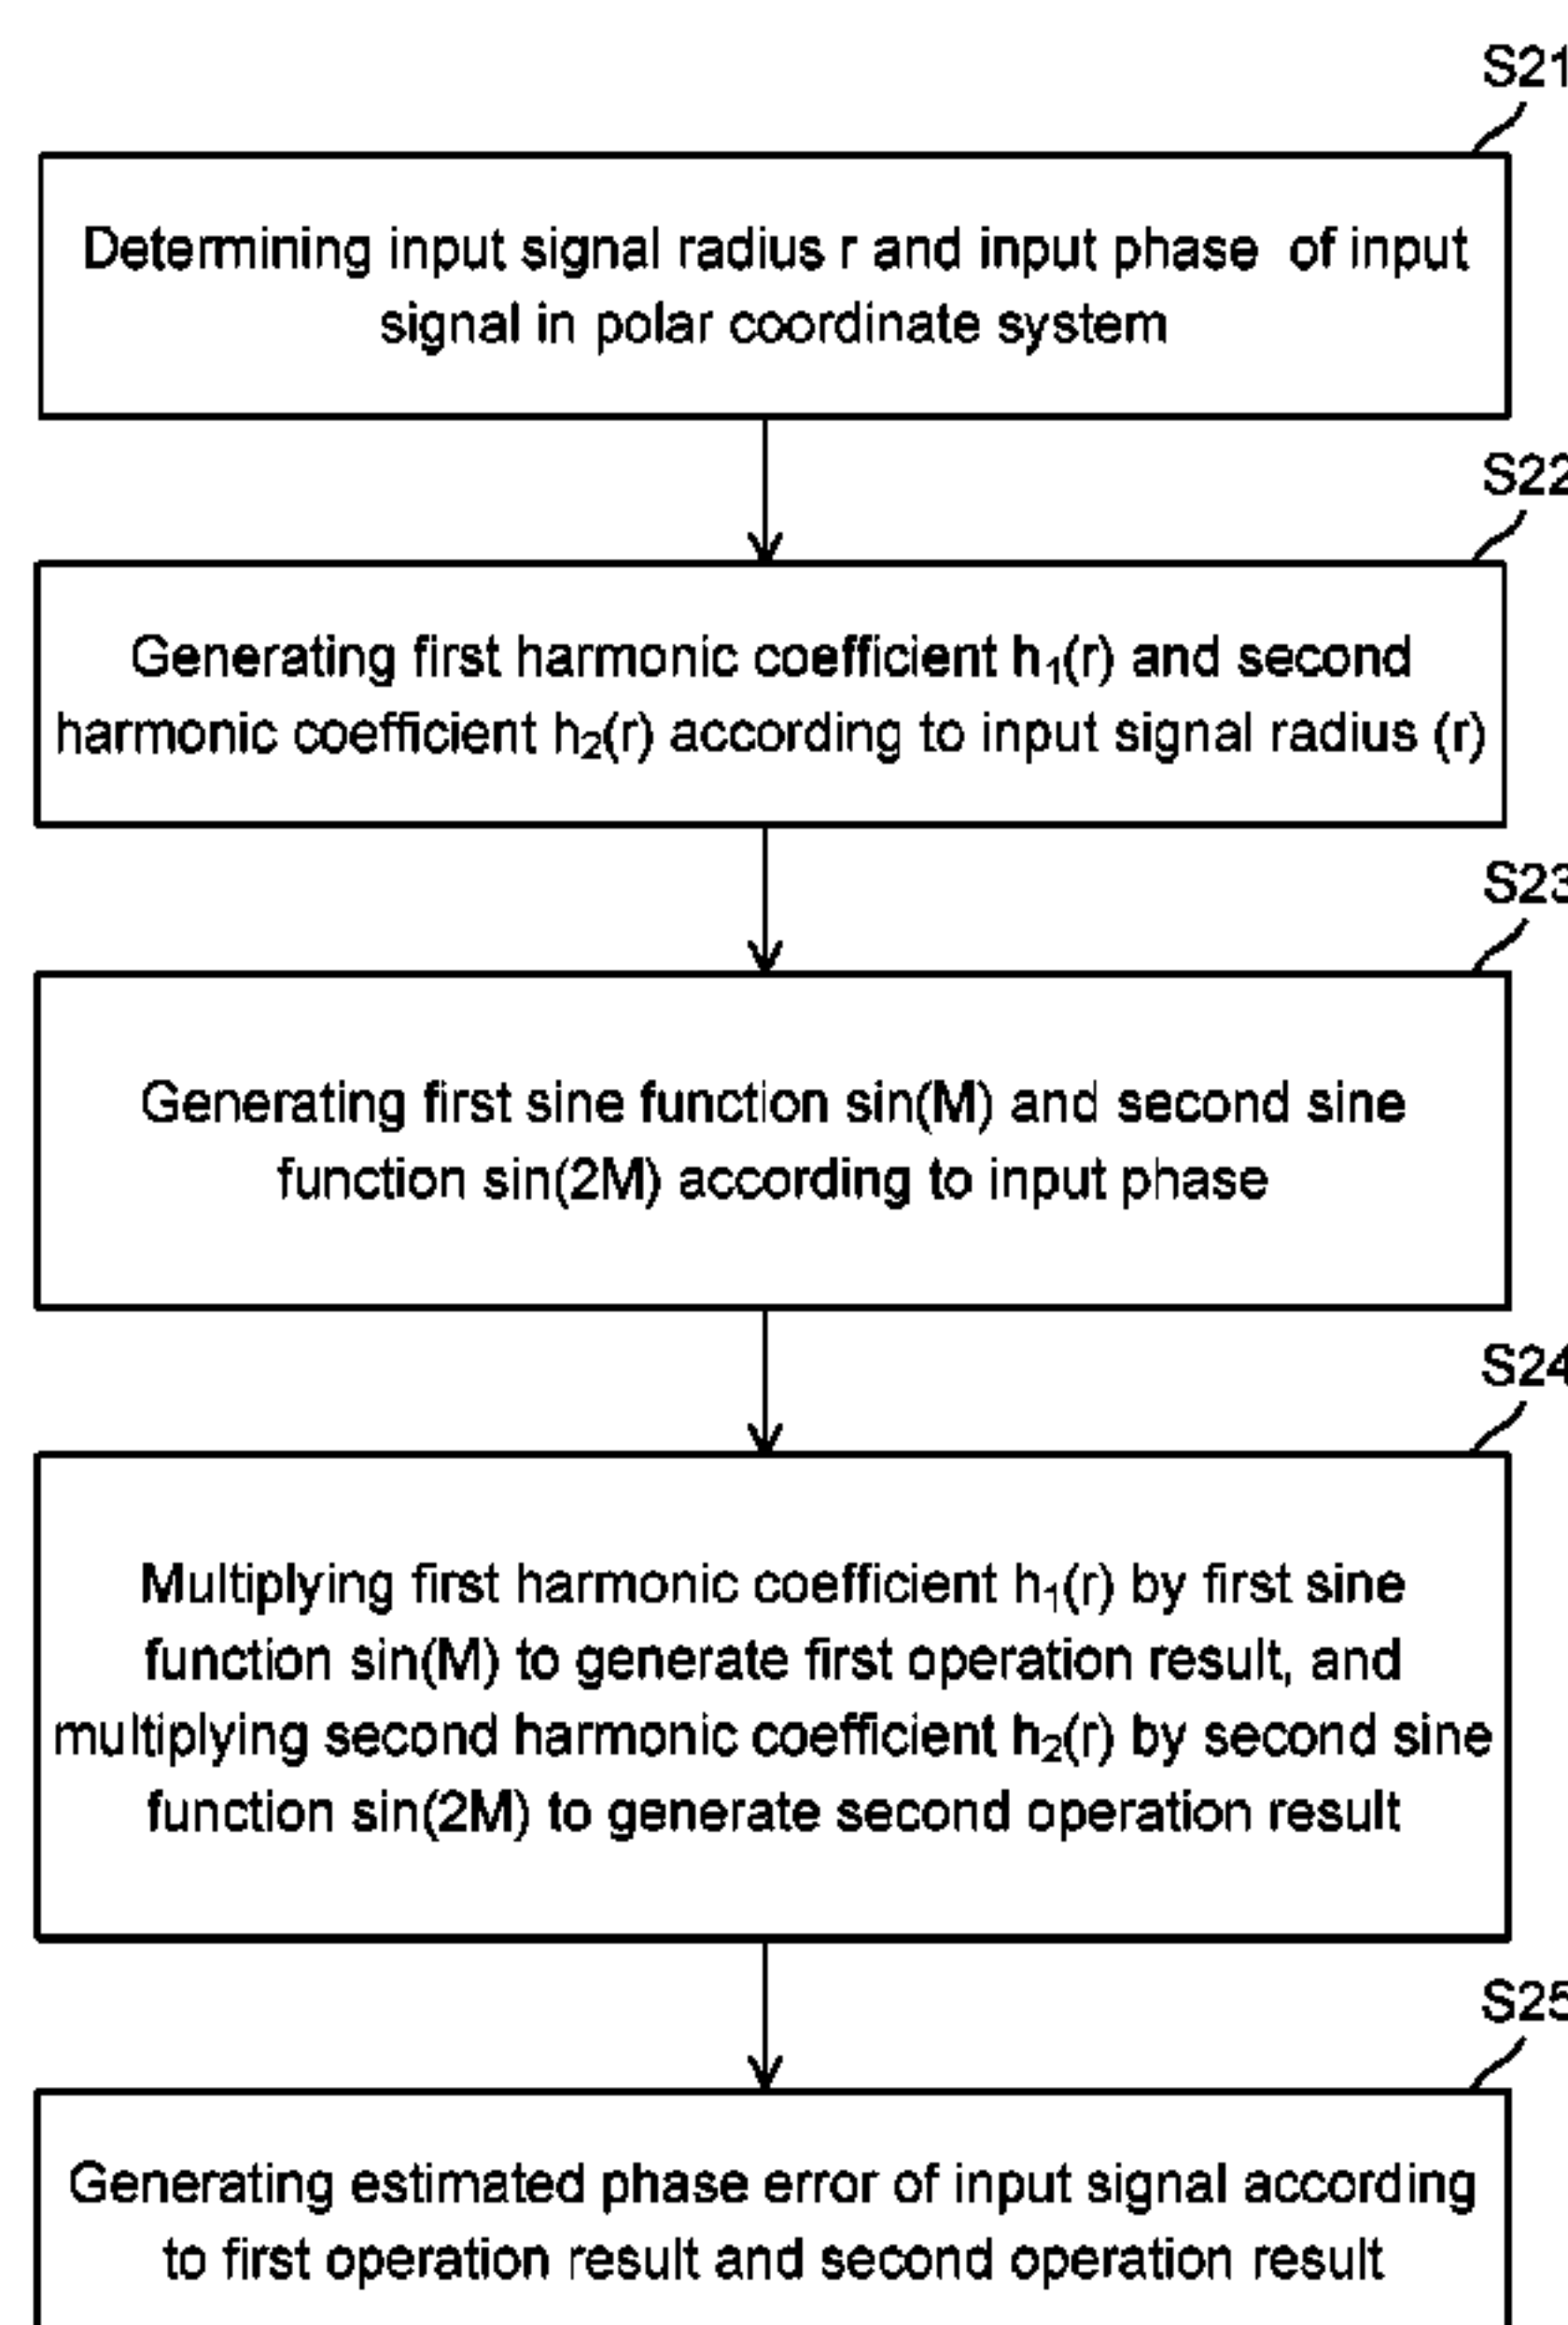 S21
Determining input signal radius r and input phase of input
signal in polar coordinate system
S22
Generating first harmonic coefficient h₁(r) and second
harmonic coefficient h₂(r) according to input signal radius (r)
S23
Generating first sine function sin(M) and second sine
function sin(2M) according to input phase
S24
Multiplying first harmonic coefficient h₁(r) by first sine
function sin(M) to generate first operation result, and
multiplying second harmonic coefficient h₂(r) by second sine
function sin(2M) to generate second operation result
S25
Generating estimated phase error of input signal according
to first operation result and second operation result